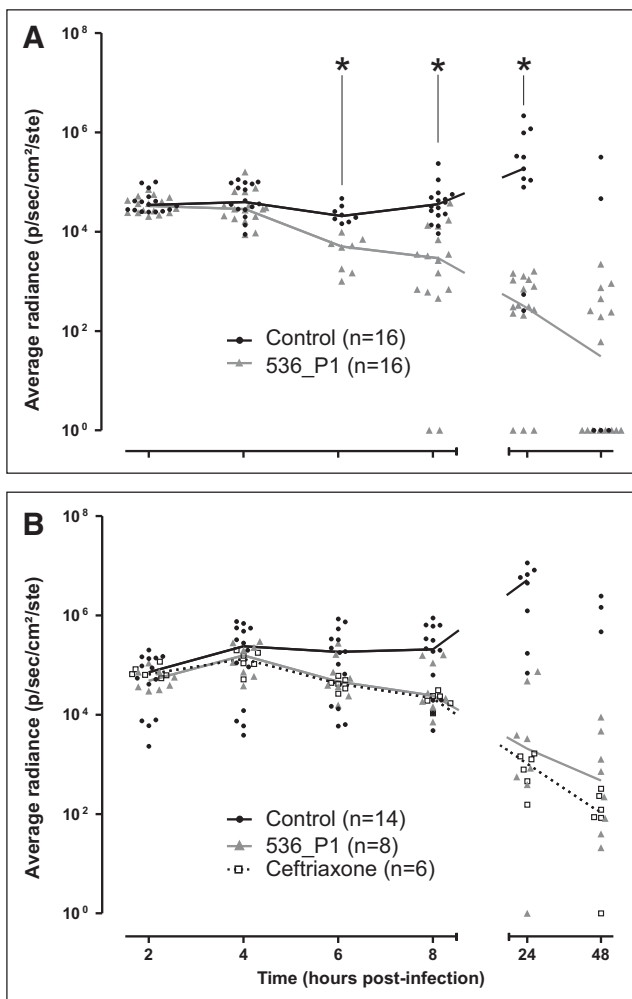 A
Average radiance (p/sec/cm²/ste)
10⁸
10⁶
10⁴
10²
10⁰
* * *
Control (n=16)
536_P1 (n=16)
B
Average radiance (p/sec/cm²/ste)
10⁸
10⁶
10⁴
10²
10⁰
Control (n=14)
536_P1 (n=8)
Ceftriaxone (n=6)
2 4 6 8 24 48
Time (hours post-infection)